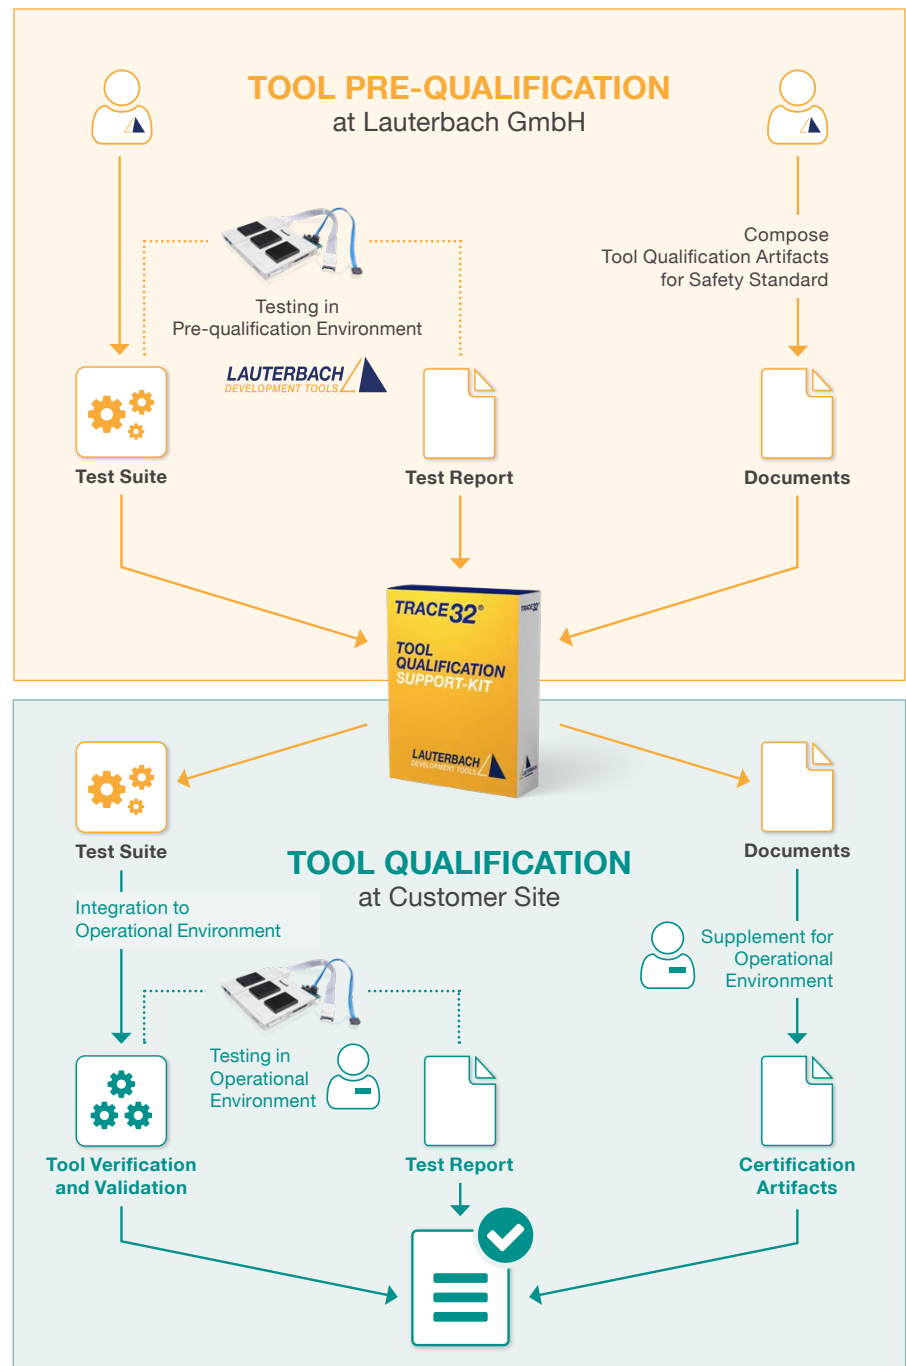 TOOL PRE-QUALIFICATION
at Lauterbach GmbH
Compose
Tool Qualification Artifacts
for Safety Standard
Testing in
Pre-qualification Environment
LAUTERBACH
DEVELOPMENT TOOLS
Test Suite
Test Report
Documents
TRACE32®
TRACE32®
TOOL
QUALIFICATION
SUPPORT-KIT
LAUTERBACH
DEVELOPMENT TOOLS
LAUTERBACH
Test Suite
Documents
TOOL QUALIFICATION
at Customer Site
Integration to
Operational Environment
Supplement for
Operational
Environment
Testing in
Operational
Environment
Tool Verification
and Validation
Test Report
Certification
Artifacts